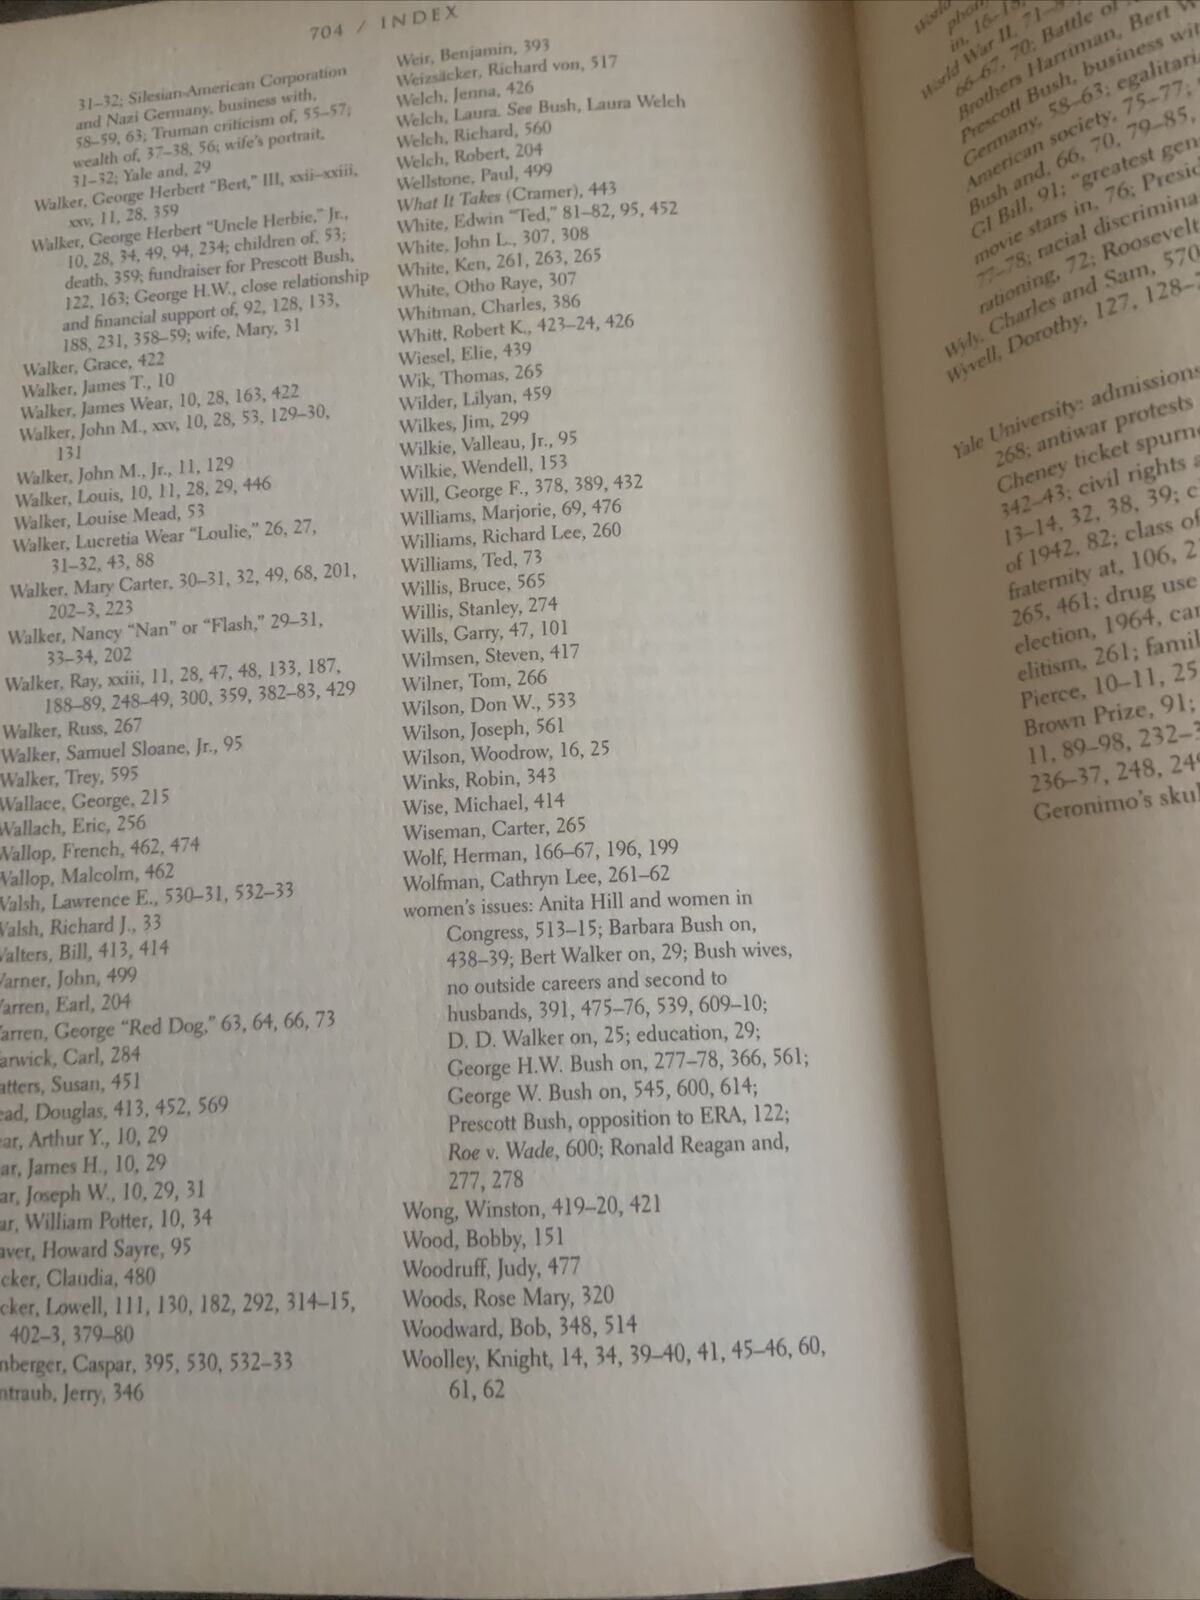 704 / INDEX
31–32; Silesian-American Corporation
and Nazi Germany, business with,
58–59, 63; Truman criticism of, 55–57;
wealth of, 37–38, 56; wife's portrait,
31–32; Yale and, 29
Walker, George Herbert "Bert," III, xxii–xxiii,
xxv, 11, 28, 359
Walker, George Herbert "Uncle Herbie," Jr.,
10, 28, 34, 49, 94, 234; children of, 53;
death, 359; fundraiser for Prescott Bush,
122, 163; George H.W., close relationship
and financial support of, 92, 128, 133,
188, 231, 358–59; wife, Mary, 31
Walker, Grace, 422
Walker, James T., 10
Walker, James Wear, 10, 28, 163, 422
Walker, John M., xxv, 10, 28, 53, 129–30,
131
Walker, John M., Jr., 11, 129
Walker, Louis, 10, 11, 28, 29, 446
Walker, Louise Mead, 53
Walker, Lucretia Wear "Loulie," 26, 27,
31–32, 43, 88
Walker, Mary Carter, 30–31, 32, 49, 68, 201,
202–3, 223
Walker, Nancy "Nan" or "Flash," 29–31,
33–34, 202
Walker, Ray, xxiii, 11, 28, 47, 48, 133, 187,
188–89, 248–49, 300, 359, 382–83, 429
Walker, Russ, 267
Walker, Samuel Sloane, Jr., 95
Walker, Trey, 595
Wallace, George, 215
Wallach, Eric, 256
Wallop, French, 462, 474
Wallop, Malcolm, 462
Walsh, Lawrence E., 530–31, 532–33
Walsh, Richard J., 33
Walters, Bill, 413, 414
Warner, John, 499
arren, Earl, 204
arren, George "Red Dog," 63, 64, 66, 73
arwick, Carl, 284
atters, Susan, 451
ead, Douglas, 413, 452, 569
ear, Arthur Y., 10, 29
ar, James H., 10, 29
ar, Joseph W., 10, 29, 31
ar, William Potter, 10, 34
aver, Howard Sayre, 95
cker, Claudia, 480
cker, Lowell, 111, 130, 182, 292, 314–15,
402–3, 379–80
nberger, Caspar, 395, 530, 532–33
ntraub, Jerry, 346
Weir, Benjamin, 393
Weizsäcker, Richard von, 517
Welch, Jenna, 426
Welch, Laura. See Bush, Laura Welch
Welch, Richard, 560
Welch, Robert, 204
Wellstone, Paul, 499
What It Takes (Cramer), 443
White, Edwin "Ted," 81–82, 95, 452
White, John L., 307, 308
White, Ken, 261, 263, 265
White, Otho Raye, 307
Whitman, Charles, 386
Whitt, Robert K., 423–24, 426
Wiesel, Elie, 439
Wik, Thomas, 265
Wilder, Lilyan, 459
Wilkes, Jim, 299
Wilkie, Valleau, Jr., 95
Wilkie, Wendell, 153
Will, George F., 378, 389, 432
Williams, Marjorie, 69, 476
Williams, Richard Lee, 260
Williams, Ted, 73
Willis, Bruce, 565
Willis, Stanley, 274
Wills, Garry, 47, 101
Wilmsen, Steven, 417
Wilner, Tom, 266
Wilson, Don W., 533
Wilson, Joseph, 561
Wilson, Woodrow, 16, 25
Winks, Robin, 343
Wise, Michael, 414
Wiseman, Carter, 265
Wolf, Herman, 166–67, 196, 199
Wolfman, Cathryn Lee, 261–62
women's issues: Anita Hill and women in
Congress, 513–15; Barbara Bush on,
438–39; Bert Walker on, 29; Bush wives,
no outside careers and second to
husbands, 391, 475–76, 539, 609–10;
D. D. Walker on, 25; education, 29;
George H.W. Bush on, 277–78, 366, 561;
George W. Bush on, 545, 600, 614;
Prescott Bush, opposition to ERA, 122;
Roe v. Wade, 600; Ronald Reagan and,
277, 278
Wong, Winston, 419–20, 421
Wood, Bobby, 151
Woodruff, Judy, 477
Woods, Rose Mary, 320
Woodward, Bob, 348, 514
Woolley, Knight, 14, 34, 39–40, 41, 45–46, 60,
61, 62
World
phon
in, 16–18,
World War II, 71–
66–67, 70; Battle of
Brothers Harriman, Bert W
Prescott Bush, business wit
Germany, 58–63; egalitari
American society, 75–77;
Bush and, 66, 70, 79–85,
GI Bill, 91; "greatest gen
movie stars in, 76; Presi
77–78; racial discrimina
rationing, 72; Roosevelt
Wyly, Charles and Sam, 570
Wyvell, Dorothy, 127, 128–
Yale University: admissions
268; antiwar protests
Cheney ticket spurn
342–43; civil rights a
13–14, 32, 38, 39; c
of 1942, 82; class of
fraternity at, 106, 2
265, 461; drug use
election, 1964, car
elitism, 261; famil
Pierce, 10–11, 25
Brown Prize, 91;
11, 89–98, 232–3
236–37, 248, 249
Geronimo's skul